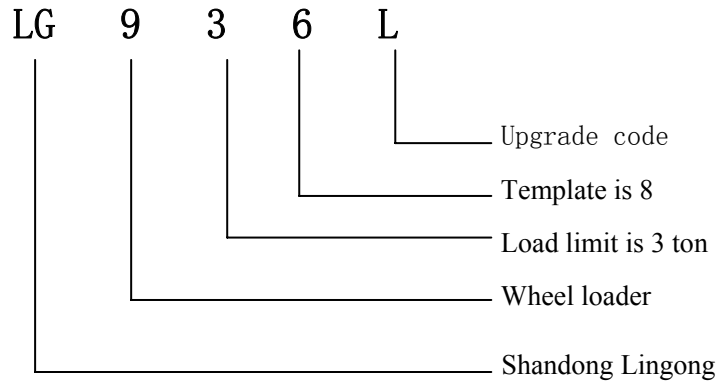 LG 9 3 6 L
Upgrade code
Template is 8
Load limit is 3 ton
Wheel loader
Shandong Lingong